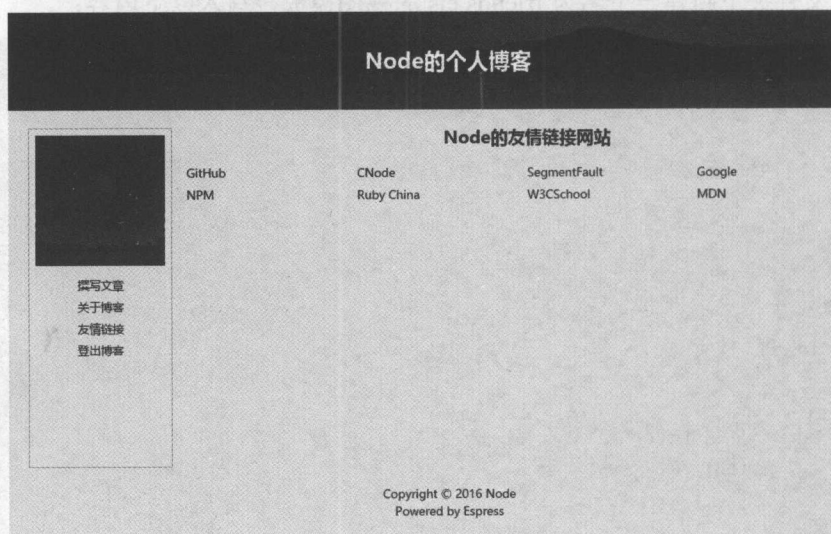 Node的个人博客
Node的友情链接网站
GitHub CNode SegmentFault Google
NPM Ruby China W3CSchool MDN
撰写文章
关于博客
友情链接
登出博客
Copyright © 2016 Node
Powered by Espress